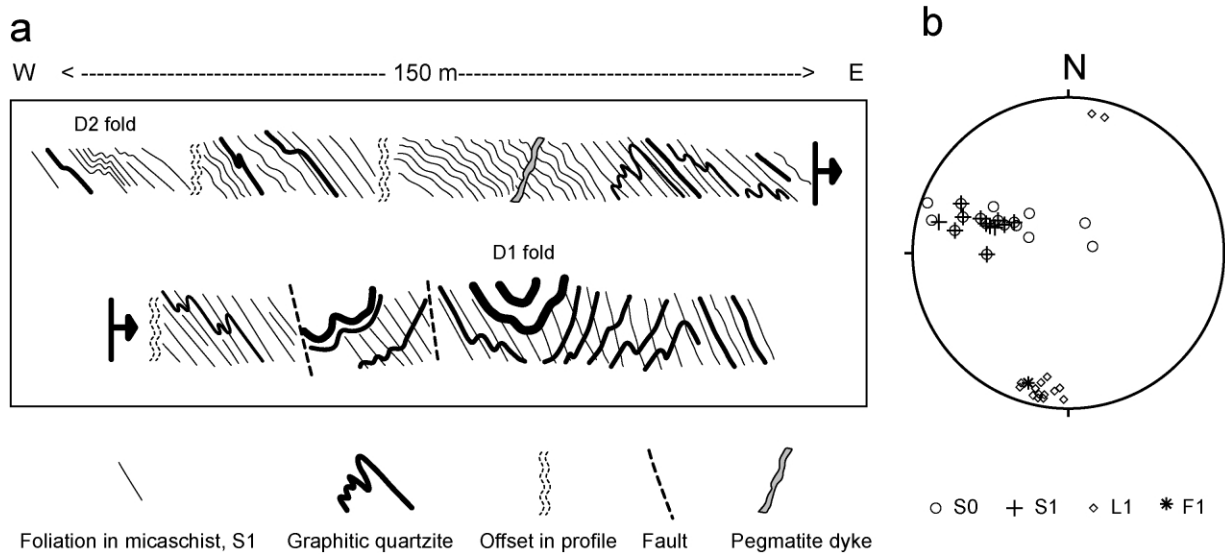 a
W < ---------------------------------------- 150 m---------------------------------------------> E
D2 fold
D1 fold
Foliation in micaschist, S1
Graphitic quartzite
Offset in profile
Fault
Pegmatite dyke
b
N
S0
S1
L1
F1